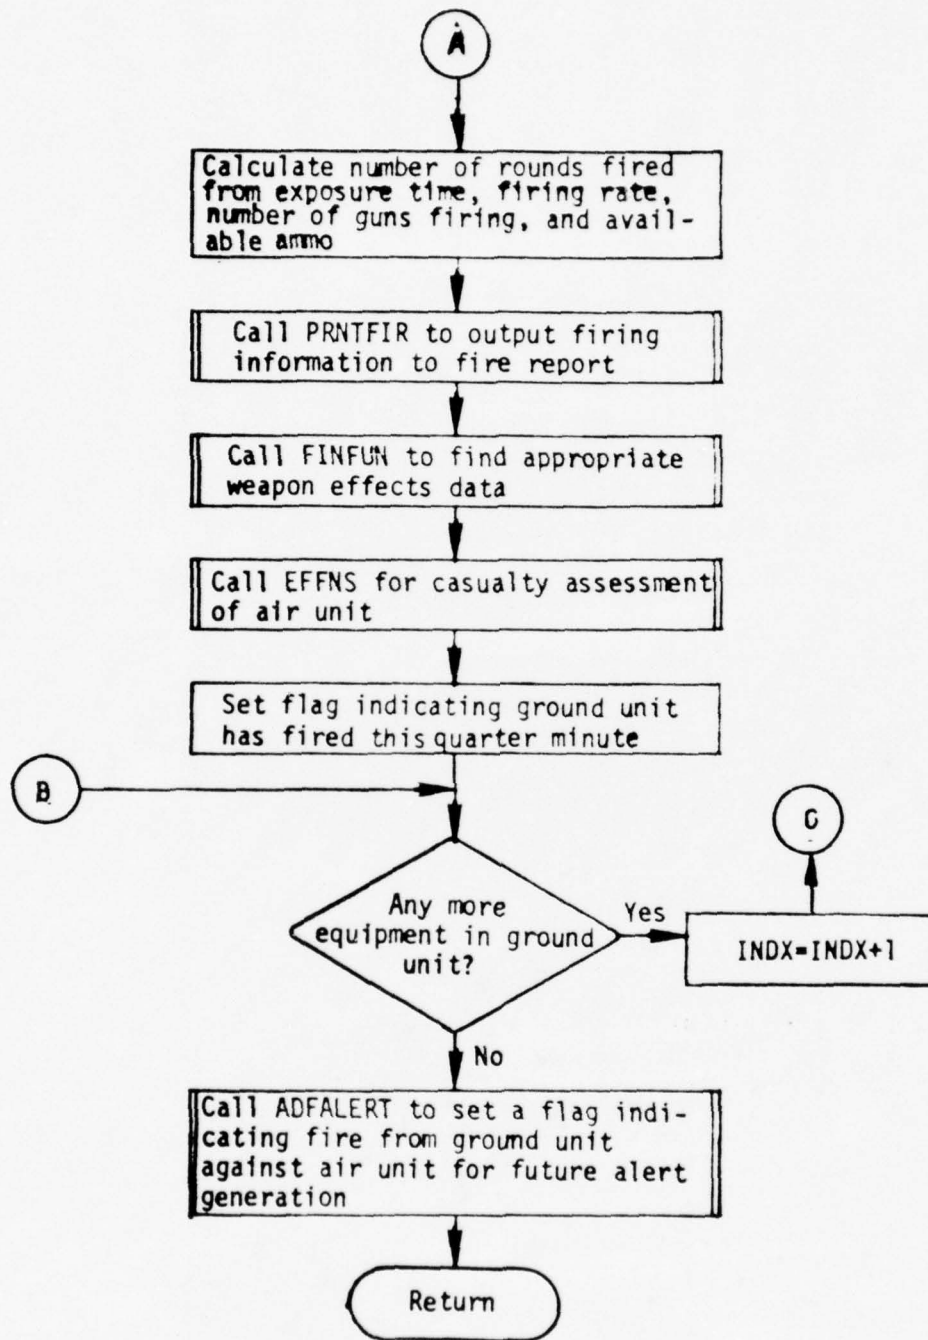 A
Calculate number of rounds fired
from exposure time, firing rate,
number of guns firing, and avail-
able ammo
Call PRNTFIR to output firing
information to fire report
Call FINFUN to find appropriate
weapon effects data
Call EFFNS for casualty assessment
of air unit
Set flag indicating ground unit
has fired this quarter minute
B
C
Any more
equipment in ground
unit?
Yes
INDX=INDX+1
No
Call ADFALERT to set a flag indi-
cating fire from ground unit
against air unit for future alert
generation
Return